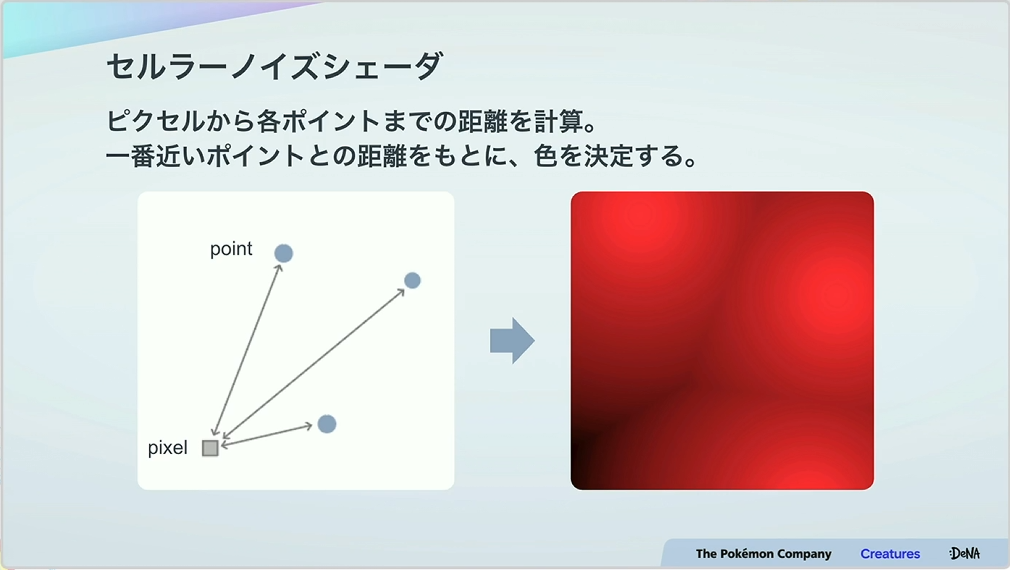 セルラーノイズシェーダ
ピクセルから各ポイントまでの距離を計算。
一番近いポイントとの距離をもとに、色を決定する。
point
pixel
The Pokémon Company Creatures :DeNA